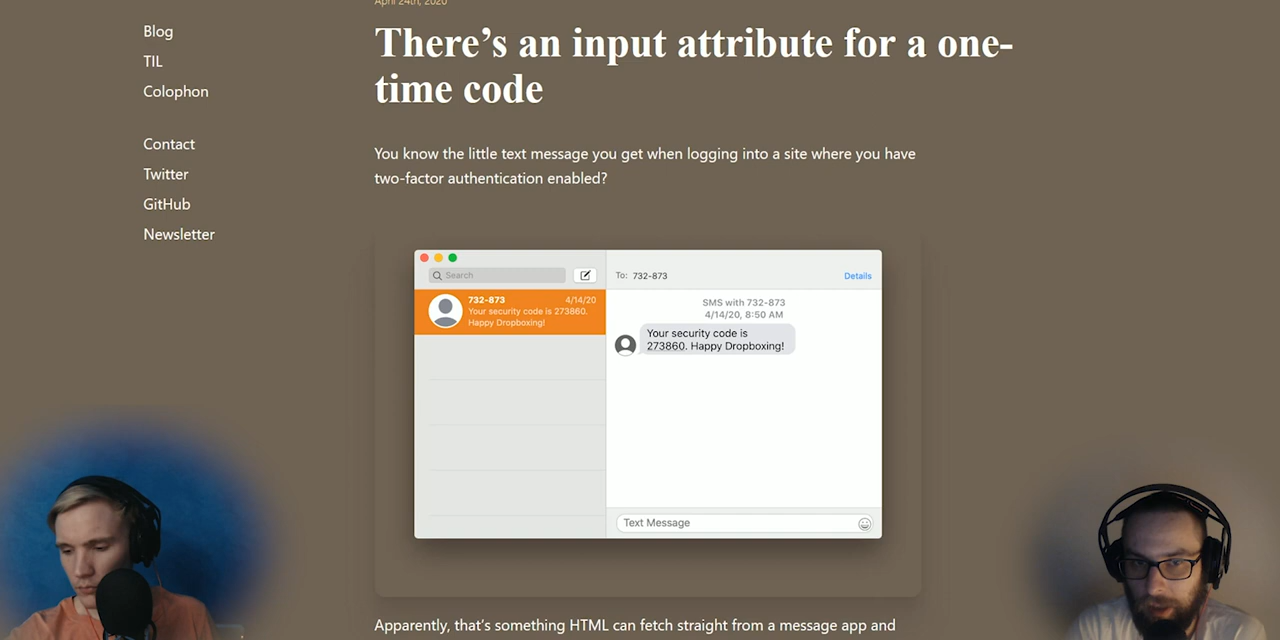 April 24th, 2020
Blog
TIL
Colophon
Contact
Twitter
GitHub
Newsletter
There’s an input attribute for a one-
time code
You know the little text message you get when logging into a site where you have
two-factor authentication enabled?
Search
732-873 4/14/20
Your security code is 273860.
Happy Dropboxing!
To: 732-873 Details
SMS with 732-873
4/14/20, 8:50 AM
Your security code is
273860. Happy Dropboxing!
Text Message
Apparently, that’s something HTML can fetch straight from a message app and